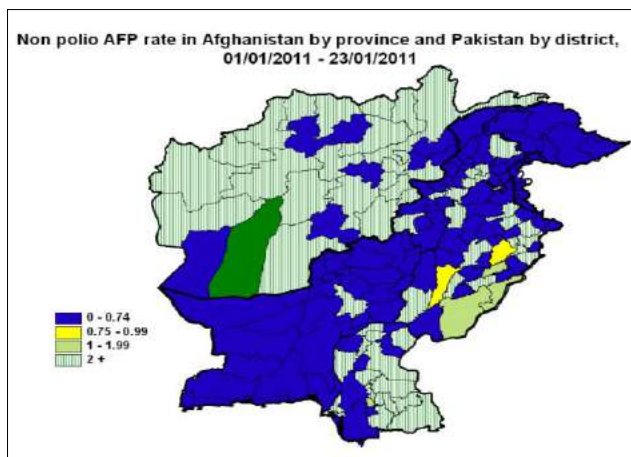 Non polio AFP rate in Afghanistan by province and Pakistan by district,
01/01/2011 - 23/01/2011
0 - 0.74
0.75 - 0.99
1 - 1.99
2 +